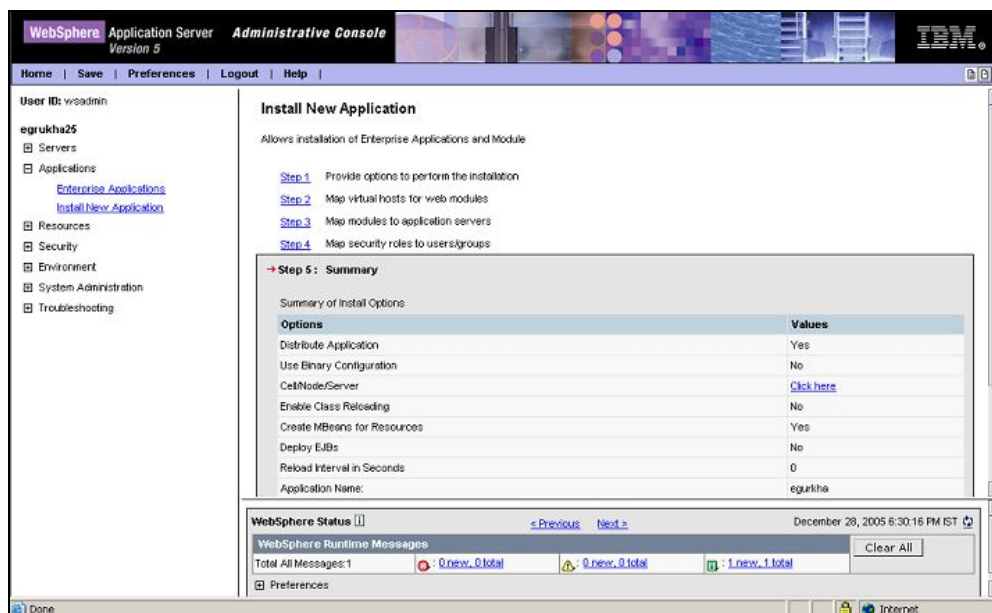 WebSphere Application Server Administrative Console
Version 5
IBM.
Home | Save | Preferences | Logout | Help |
User ID: wsadmin
egrukha25
Servers
Applications
Enterprise Applications
Install New Application
Resources
Security
Environment
System Administration
Troubleshooting
Install New Application
Allows installation of Enterprise Applications and Module
Step 1 Provide options to perform the installation
Step 2 Map virtual hosts for web modules
Step 3 Map modules to application servers
Step 4 Map security roles to users/groups
Step 5 : Summary
Summary of Install Options
Options Values
Distribute Application Yes
Use Binary Configuration No
Cell/Node/Server Click here
Enable Class Reloading No
Create MBeans for Resources Yes
Deploy EJBs No
Reload Interval in Seconds 0
Application Name: egurkha
WebSphere Status < Previous Next > December 28, 2005 6:30:16 PM IST
WebSphere Runtime Messages Clear All
Total All Messages:1 : 0 new, 0 total : 0 new, 0 total : 1 new, 1 total
Preferences
Done Internet